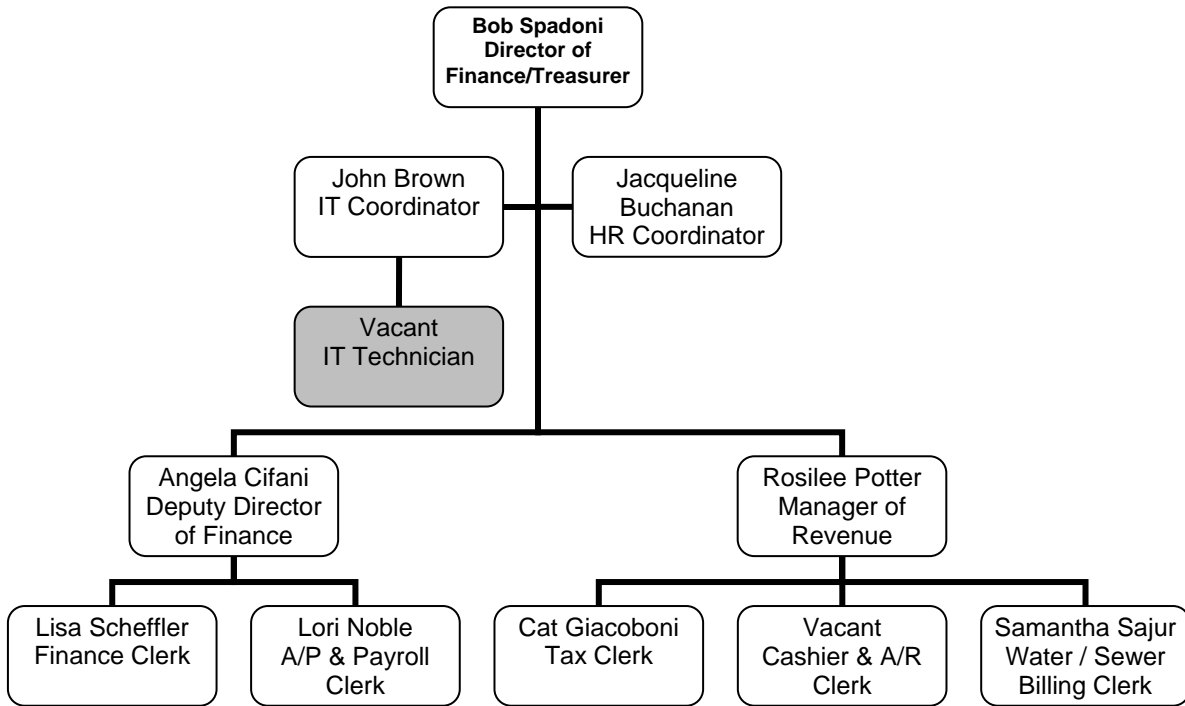 Bob Spadoni
Director of
Finance/Treasurer
John Brown
IT Coordinator
Jacqueline
Buchanan
HR Coordinator
Vacant
IT Technician
Angela Cifani
Deputy Director
of Finance
Rosilee Potter
Manager of
Revenue
Lisa Scheffler
Finance Clerk
Lori Noble
A/P & Payroll
Clerk
Cat Giacoboni
Tax Clerk
Vacant
Cashier & A/R
Clerk
Samantha Sajur
Water / Sewer
Billing Clerk